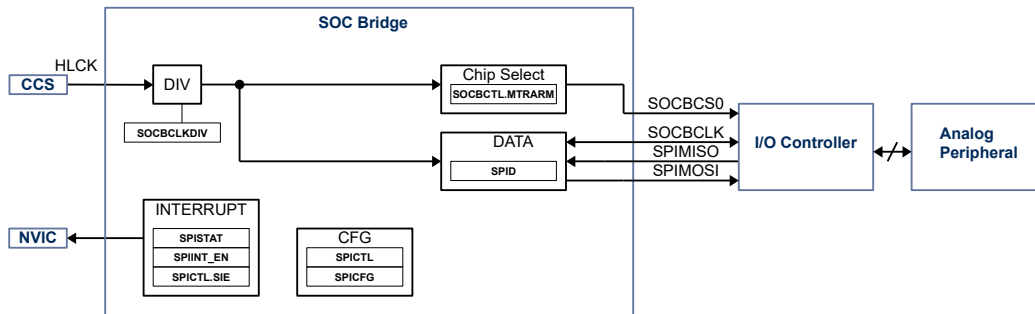 SOC Bridge
HLCK
CCS
DIV
SOCBCLKDIV
Chip Select
SOCBCTL.MTRARM
DATA
SPID
SOCBCS0
SOCBCLK
SPIMISO
SPIMOSI
I/O Controller
Analog
Peripheral
NVIC
INTERRUPT
SPISTAT
SPIINT_EN
SPICTL.SIE
CFG
SPICTL
SPICFG